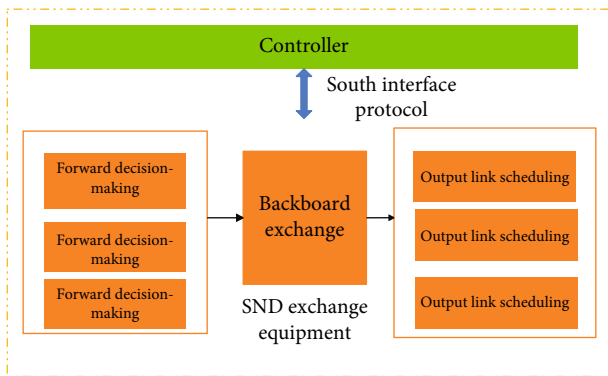 Controller
South interface
protocol
Forward decision-
making
Forward decision-
making
Forward decision-
making
Backboard
exchange
SND exchange
equipment
Output link scheduling
Output link scheduling
Output link scheduling